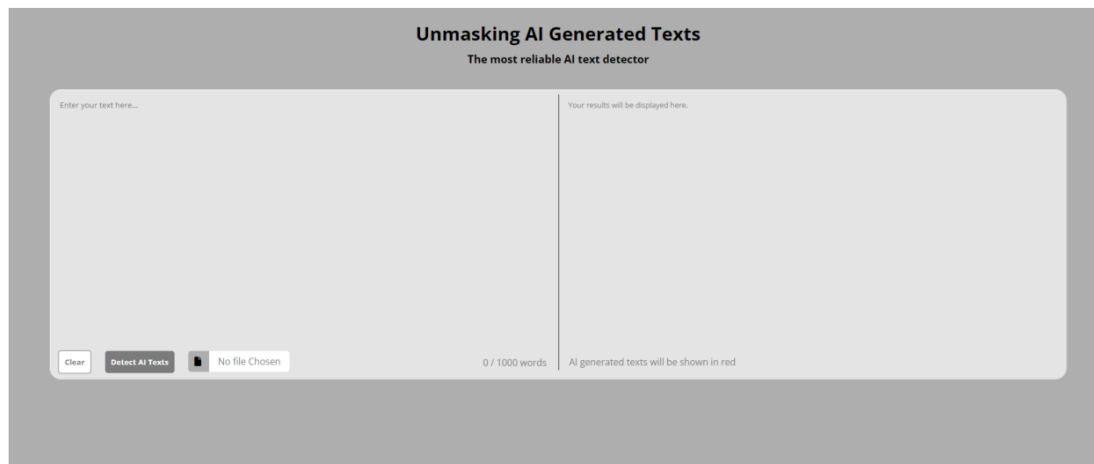 Unmasking AI Generated Texts
The most reliable AI text detector
Enter your text here...
Your results will be displayed here.
Clear
Detect AI Texts
No file Chosen
0 / 1000 words
AI generated texts will be shown in red